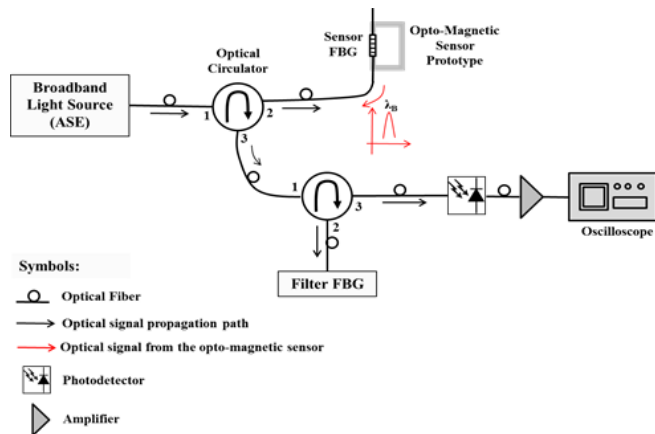 Sensor
FBG
Opto-Magnetic
Sensor
Prototype
Optical
Circulator
Broadband
Light Source
(ASE)
1
2
3
λB
1
3
2
Oscilloscope
Filter FBG
Symbols:
Optical Fiber
Optical signal propagation path
Optical signal from the opto-magnetic sensor
Photodetector
Amplifier